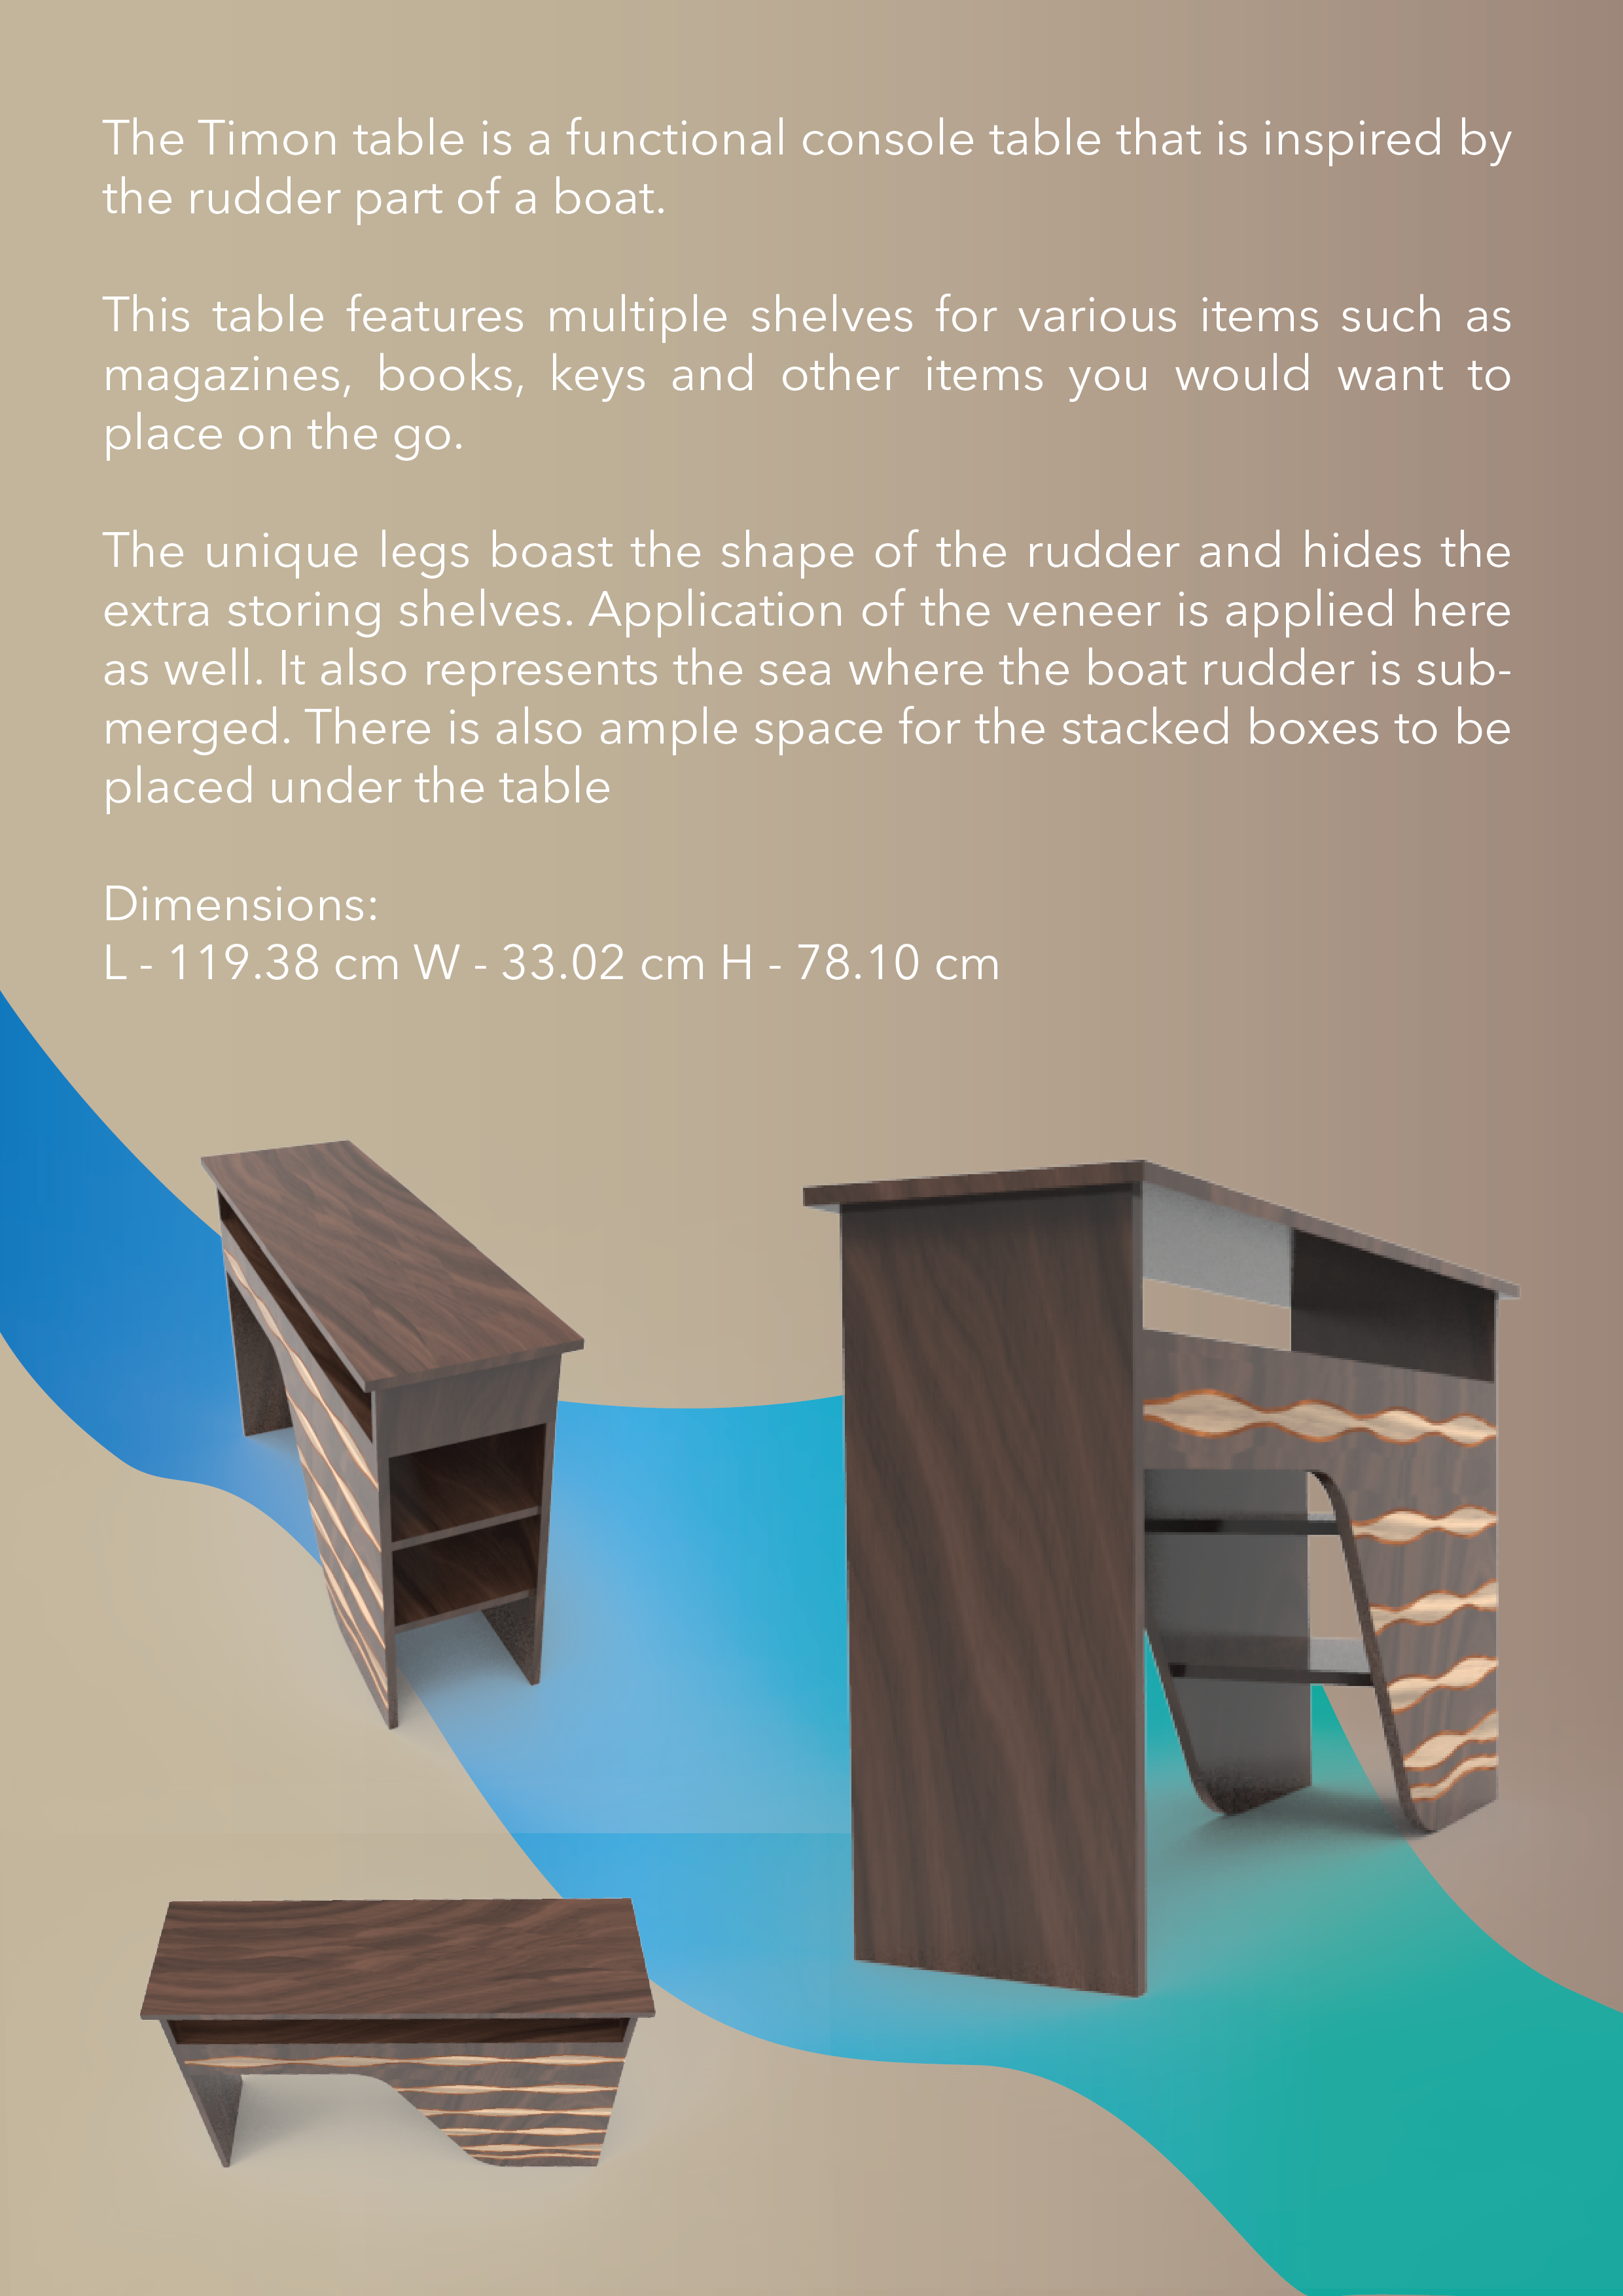 The Timon table is a functional console table that is inspired by
the rudder part of a boat.
This table features multiple shelves for various items such as
magazines, books, keys and other items you would want to
place on the go.
The unique legs boast the shape of the rudder and hides the
extra storing shelves. Application of the veneer is applied here
as well. It also represents the sea where the boat rudder is sub-
merged. There is also ample space for the stacked boxes to be
placed under the table
Dimensions:
L - 119.38 cm W - 33.02 cm H - 78.10 cm